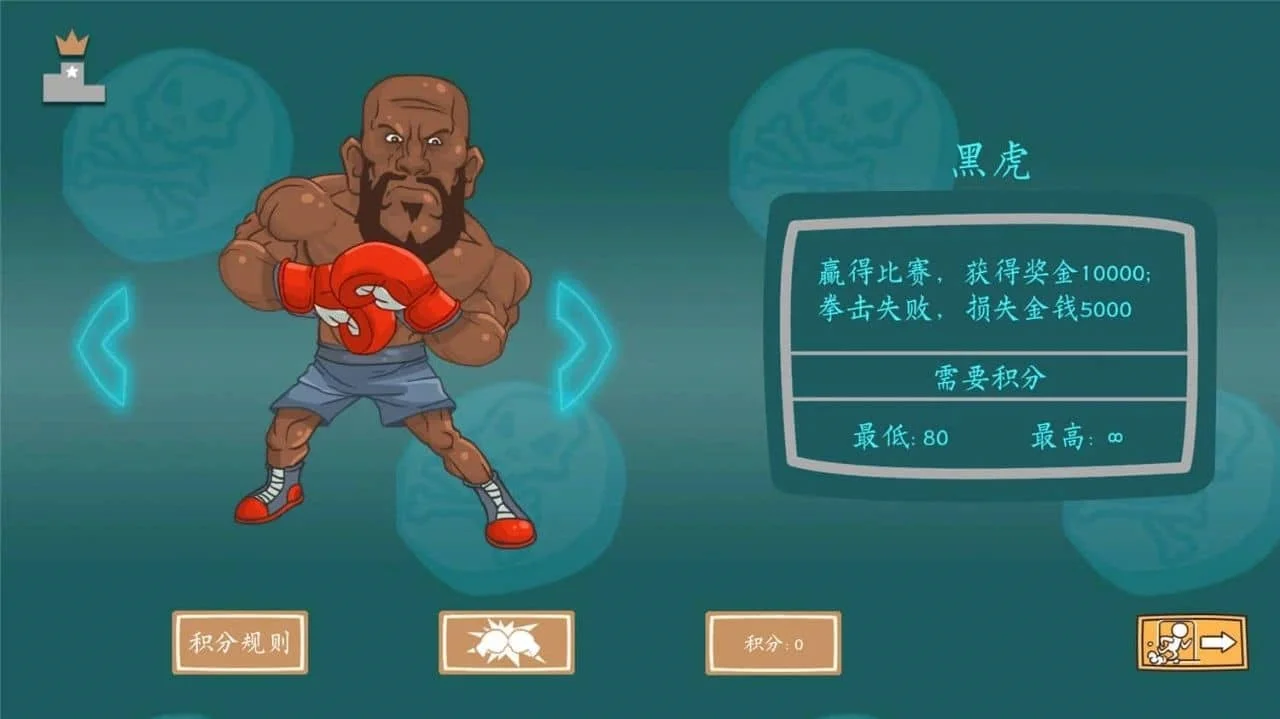 黑虎
赢得比赛，获得奖金10000;
拳击失败，损失金钱5000
需要积分
最低: 80 最高: ∞
积分规则
积分: 0